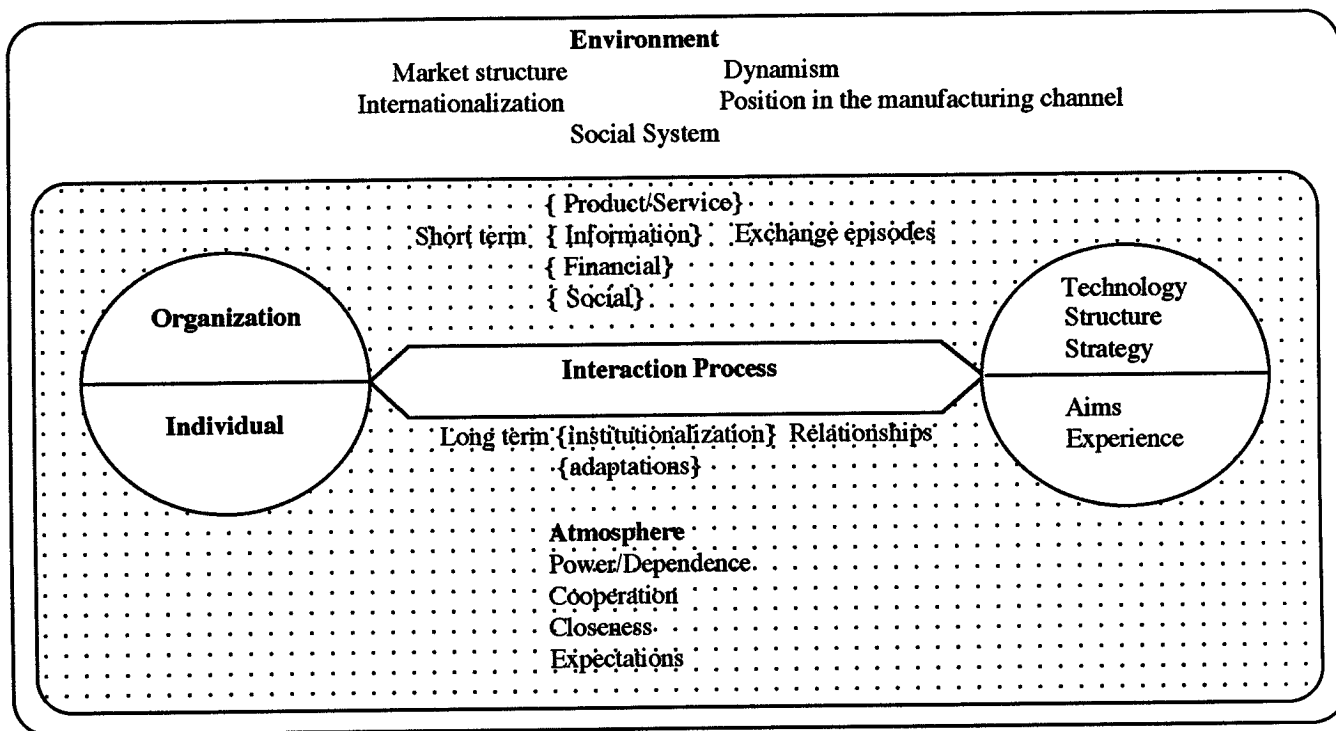 Environment
Market structure Dynamism
Internationalization Position in the manufacturing channel
Social System
{ Product/Service}
Short term { Information} Exchange episodes
{ Financial}
{ Social}
Organization
Individual
Technology
Structure
Strategy
Aims
Experience
Interaction Process
Long term {institutionalization} Relationships
{adaptations}
Atmosphere
Power/Dependence
Cooperation
Closeness
Expectations